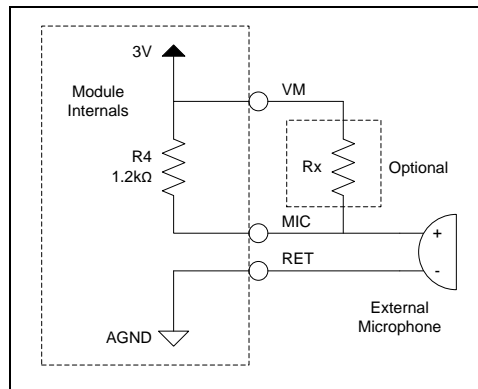 3V
VM
Module
Internals
R4
1.2kΩ
Rx
Optional
MIC
+
RET
-
External
Microphone
AGND